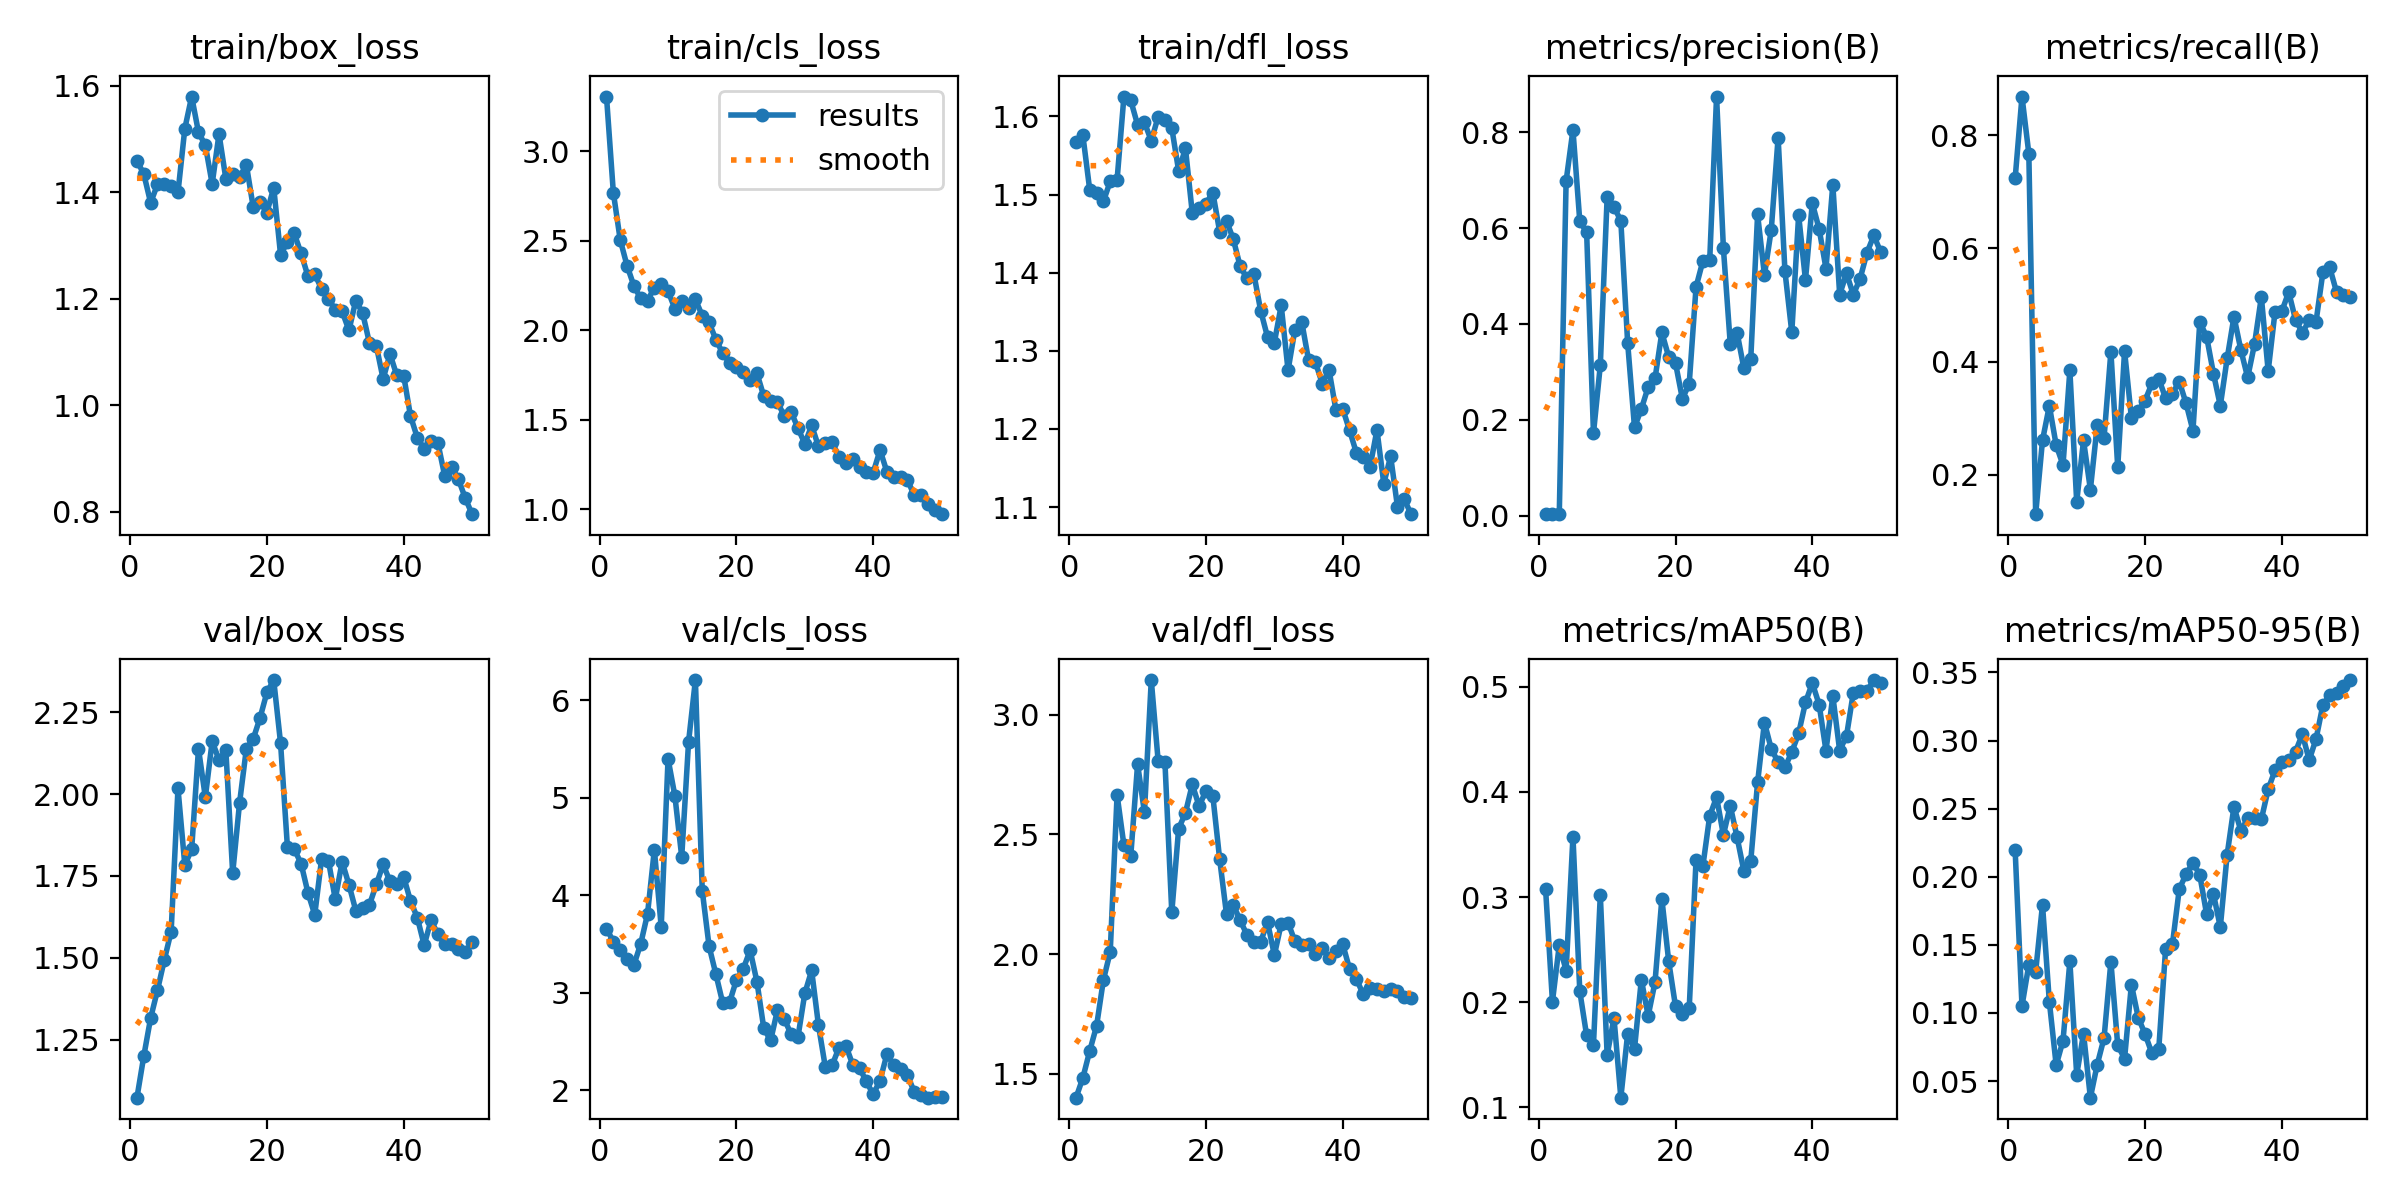 train/box_loss
train/cls_loss
train/dfl_loss
metrics/precision(B)
metrics/recall(B)
results
smooth
1.6
1.4
1.2
1.0
0.8
0 20 40
3.0
2.5
2.0
1.5
1.0
0 20 40
1.6
1.5
1.4
1.3
1.2
1.1
0 20 40
0.8
0.6
0.4
0.2
0.0
0 20 40
0.8
0.6
0.4
0.2
0 20 40
val/box_loss
val/cls_loss
val/dfl_loss
metrics/mAP50(B)
metrics/mAP50-95(B)
2.25
2.00
1.75
1.50
1.25
0 20 40
6
5
4
3
2
0 20 40
3.0
2.5
2.0
1.5
0 20 40
0.5
0.4
0.3
0.2
0.1
0 20 40
0.35
0.30
0.25
0.20
0.15
0.10
0.05
0 20 40